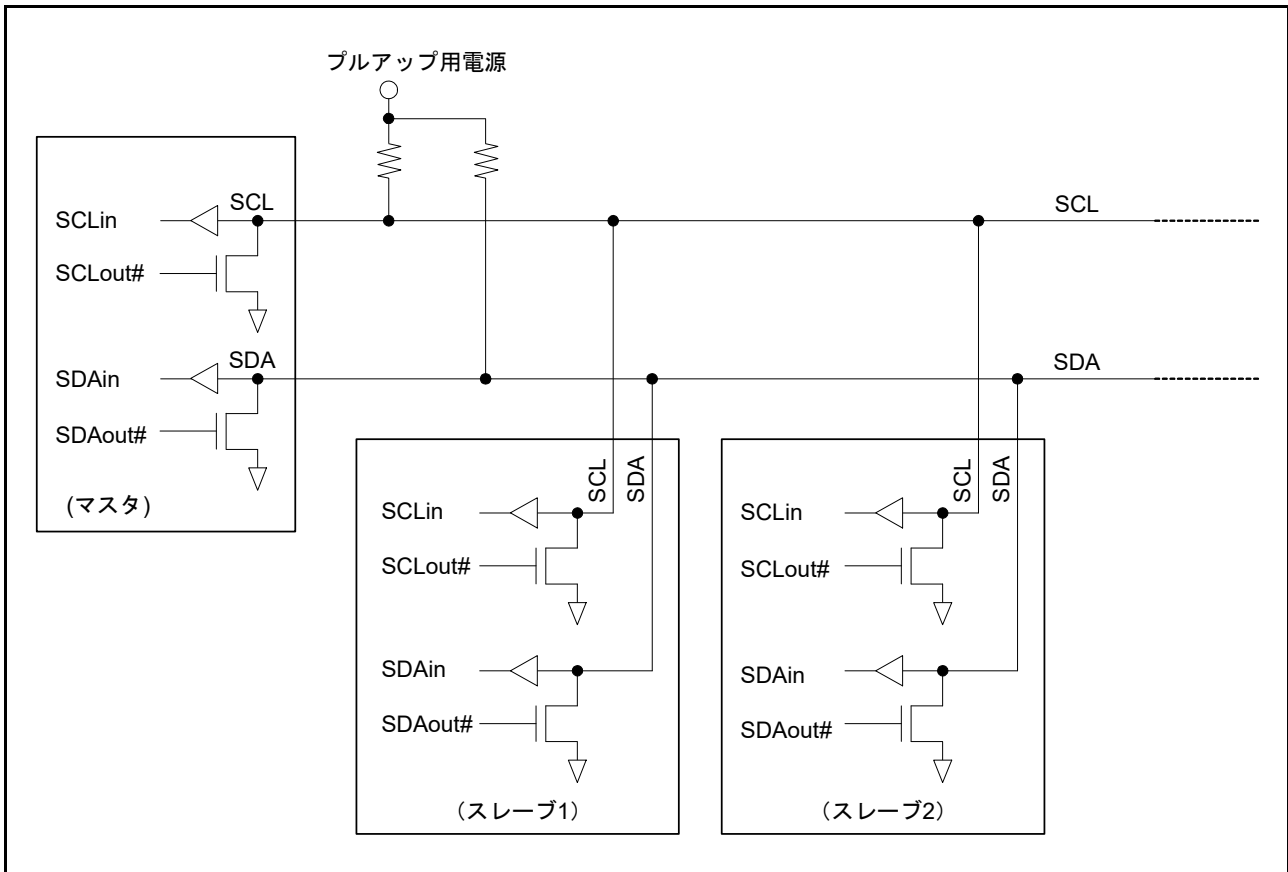 プルアップ用電源
SCL
SCLin
SCLout#
SDA
SDAin
SDAout#
(マスタ)
SCL
SDA
SCL
SDA
SCLin
SCLout#
SDAin
SDAout#
（スレーブ1）
SCL
SDA
SCLin
SCLout#
SDAin
SDAout#
（スレーブ2）